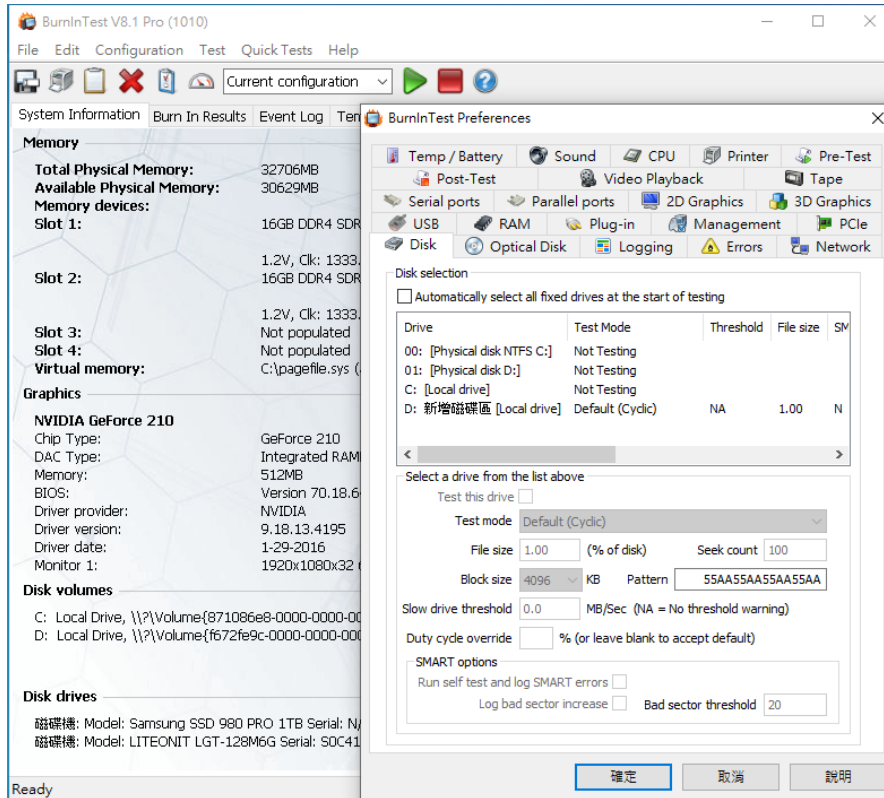 BurnInTest V8.1 Pro (1010)
File Edit Configuration Test Quick Tests Help
Current configuration
System Information Burn In Results Event Log
Memory
Total Physical Memory: 32706MB
Available Physical Memory: 30629MB
Memory devices:
Slot 1: 16GB DDR4 SDR
1.2V, Clk: 1333.
Slot 2: 16GB DDR4 SDR
1.2V, Clk: 1333.
Slot 3: Not populated
Slot 4: Not populated
Virtual memory: C:\pagefile.sys (
Graphics
NVIDIA GeForce 210
Chip Type: GeForce 210
DAC Type: Integrated RAM
Memory: 512MB
BIOS: Version 70.18.6
Driver provider: NVIDIA
Driver version: 9.18.13.4195
Driver date: 1-29-2016
Monitor 1: 1920x1080x32
Disk volumes
C: Local Drive, \\?\Volume{871086e8-0000-0000-00
D: Local Drive, \\?\Volume{f672fe9c-0000-0000-000
Disk drives
磁碟機: Model: Samsung SSD 980 PRO 1TB Serial: N/
磁碟機: Model: LITEONIT LGT-128M6G Serial: S0C41
Ready
BurnInTest Preferences
Temp / Battery Sound CPU Printer Pre-Test
Post-Test Video Playback Tape
Serial ports Parallel ports 2D Graphics 3D Graphics
USB RAM Plug-in Management PCIe
Disk Optical Disk Logging Errors Network
Disk selection
Automatically select all fixed drives at the start of testing
Drive Test Mode Threshold File size SM
00: [Physical disk NTFS C:] Not Testing
01: [Physical disk D:] Not Testing
C: [Local drive] Not Testing
D: 新增磁碟區 [Local drive] Default (Cyclic) NA 1.00 N
Select a drive from the list above
Test this drive
Test mode Default (Cyclic)
File size 1.00 (% of disk) Seek count 100
Block size 4096 KB Pattern 55AA55AA55AA55AA
Slow drive threshold 0.0 MB/Sec (NA = No threshold warning)
Duty cycle override % (or leave blank to accept default)
SMART options
Run self test and log SMART errors
Log bad sector increase Bad sector threshold 20
確定 取消 說明